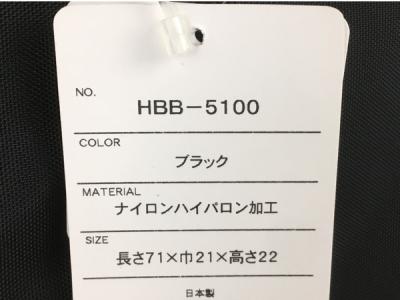 NO.
HBB-5100
COLOR
ブラック
MATERIAL
ナイロンハイパロン加工
SIZE
長さ71×巾21×高さ22
日本製